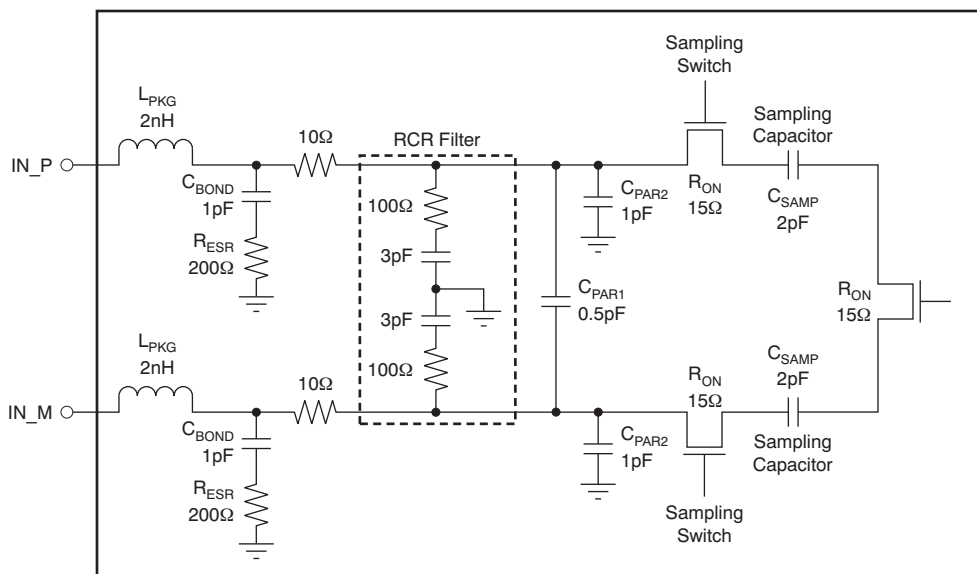 Sampling
Switch
L_PKG
2nH
10Ω
RCR Filter
Sampling
Capacitor
IN_P
C_BOND
1pF
R_ESR
200Ω
100Ω
3pF
3pF
100Ω
C_PAR2
1pF
R_ON
15Ω
C_SAMP
2pF
C_PAR1
0.5pF
R_ON
15Ω
L_PKG
2nH
10Ω
R_ON
15Ω
C_SAMP
2pF
IN_M
C_BOND
1pF
R_ESR
200Ω
C_PAR2
1pF
Sampling
Capacitor
Sampling
Switch